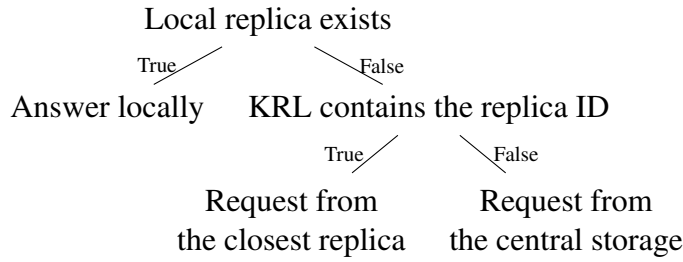 Local replica exists
True
False
Answer locally
KRL contains the replica ID
True
False
Request from
the closest replica
Request from
the central storage